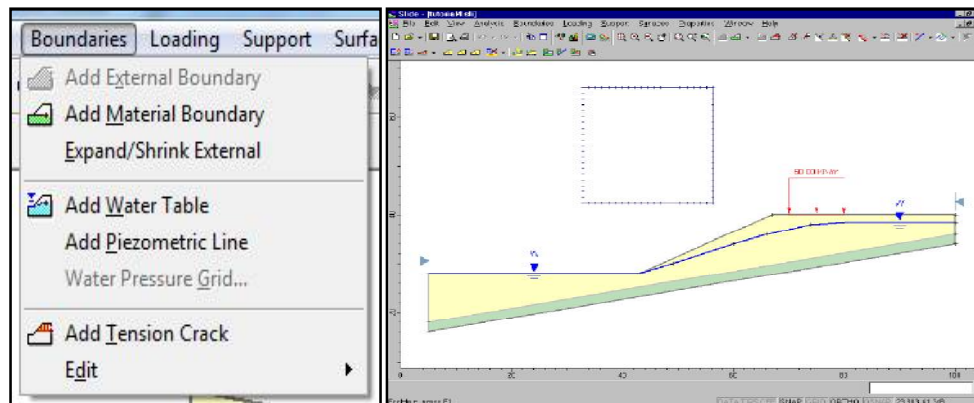 Boundaries Loading Support Surfa
Add External Boundary
Add Material Boundary
Expand/Shrink External
Add Water Table
Add Piezometric Line
Water Pressure Grid...
Add Tension Crack
Edit
File Edit View Analysis Boundaries Loading Support Surfaces Properties Window Help
W
W
0 20 40 60 80 100